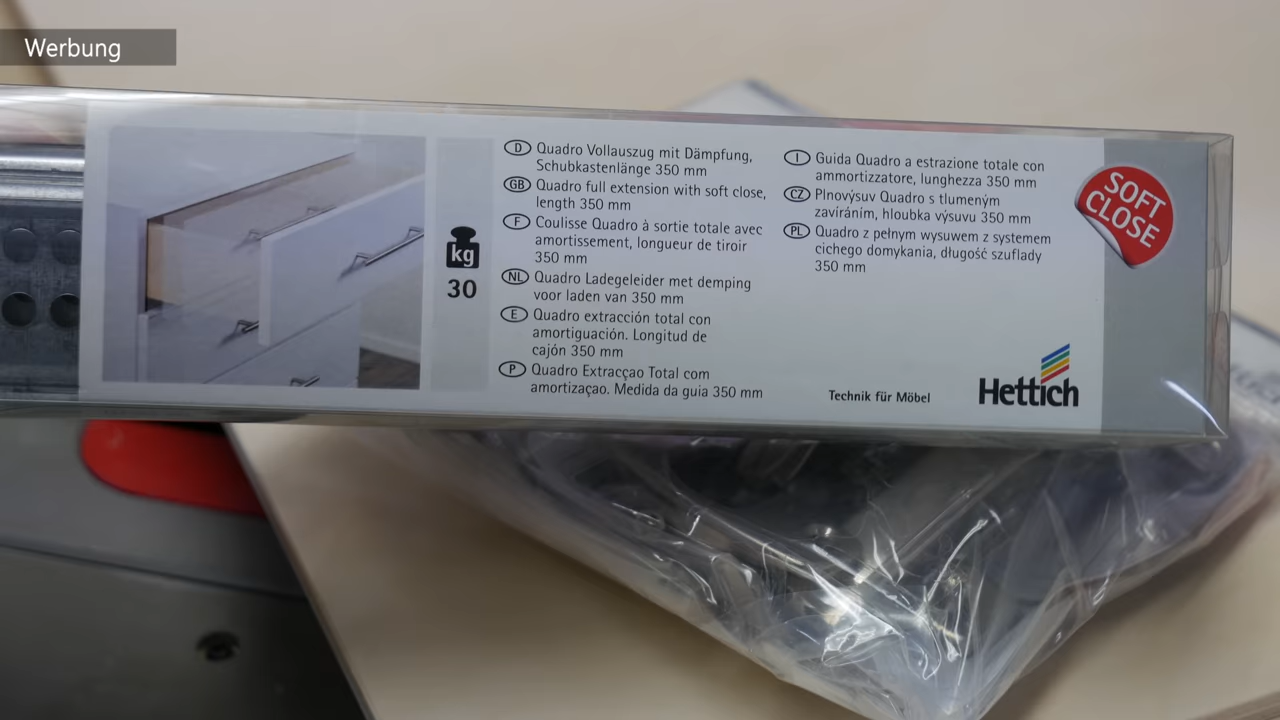 Werbung
D Quadro Vollauszug mit Dämpfung,
Schubkastenlänge 350 mm
GB Quadro full extension with soft close,
length 350 mm
F Coulisse Quadro à sortie totale avec
amortissement, longueur de tiroir
350 mm
NL Quadro Ladegeleider met demping
voor laden van 350 mm
E Quadro extracción total con
amortiguación. Longitud de
cajón 350 mm
P Quadro Extracçao Total com
amortizaçao. Medida da guia 350 mm
I Guida Quadro a estrazione totale con
ammortizzatore, lunghezza 350 mm
CZ Plnovýsuv Quadro s tlumeným
zavíráním, hloubka výsuvu 350 mm
PL Quadro z pełnym wysuwem z systemem
cichego domykania, długość szuflady
350 mm
kg
30
SOFT
CLOSE
Technik für Möbel
Hettich